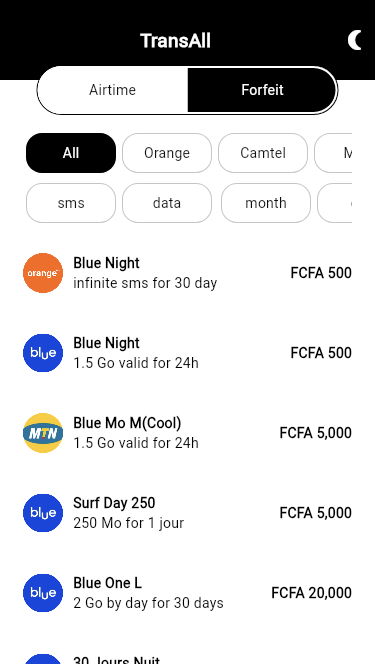 TransAll
Airtime Forfeit
All Orange Camtel M
sms data month
orange
Blue Night FCFA 500
infinite sms for 30 day
blue
Blue Night FCFA 500
1.5 Go valid for 24h
MTN
Blue Mo M(Cool) FCFA 5,000
1.5 Go valid for 24h
blue
Surf Day 250 FCFA 5,000
250 Mo for 1 jour
blue
Blue One L FCFA 20,000
2 Go by day for 30 days
30 Jours Nuit